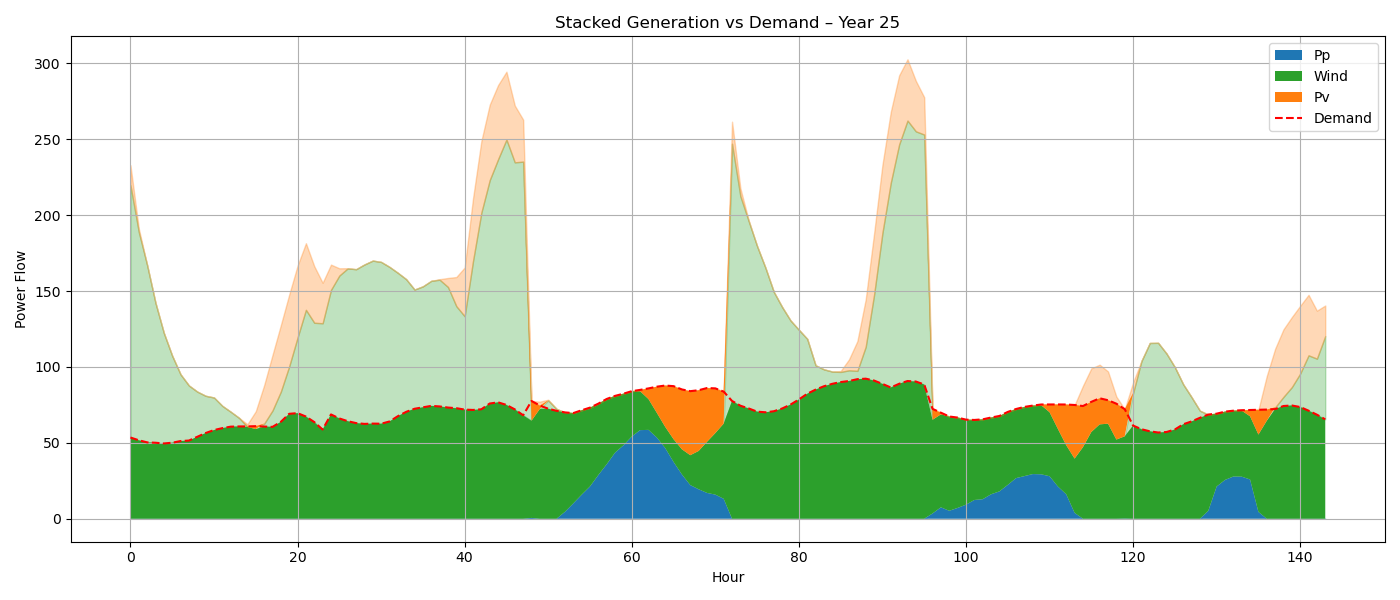 Stacked Generation vs Demand – Year 25
Power Flow
300
250
200
150
100
50
0
0 20 40 60 80 100 120 140
Hour
Pp
Wind
Pv
Demand